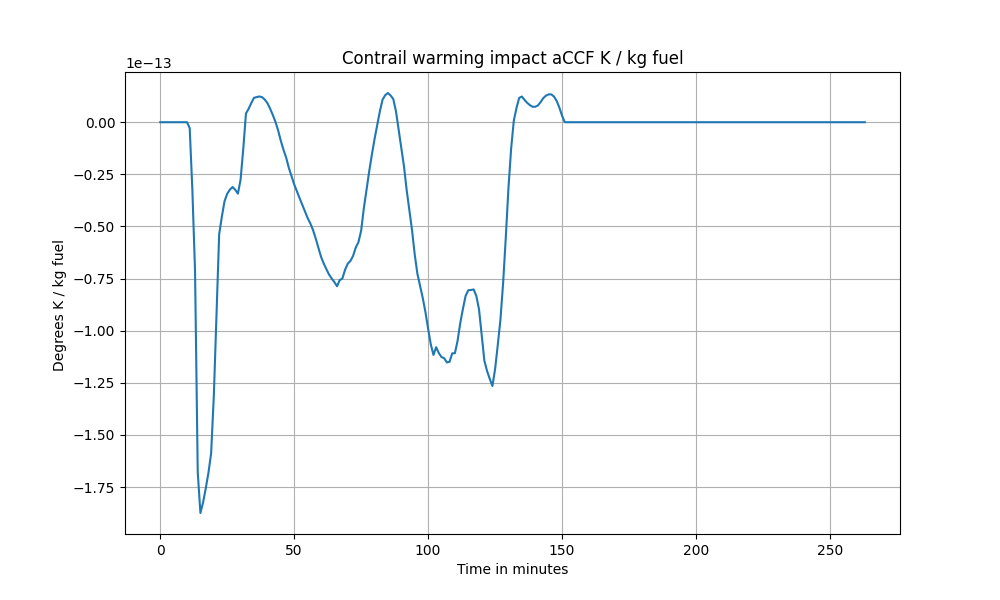 Contrail warming impact aCCF K / kg fuel
1e−13
0.00
−0.25
−0.50
−0.75
−1.00
−1.25
−1.50
−1.75
Degrees K / kg fuel
0 50 100 150 200 250
Time in minutes